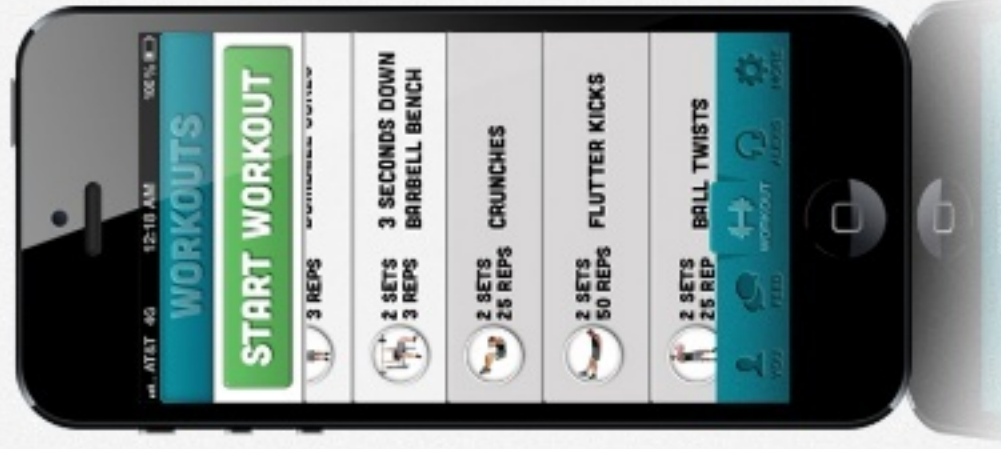 AT&T 4G 12:18 AM 100%
WORKOUTS
START WORKOUT
3 REPS
2 SETS
3 REPS
3 SECONDS DOWN
BARBELL BENCH
2 SETS
25 REPS
CRUNCHES
2 SETS
50 REPS
FLUTTER KICKS
2 SETS
25 REP
BALL TWISTS
YOU
FEED
WORKOUT
MORE